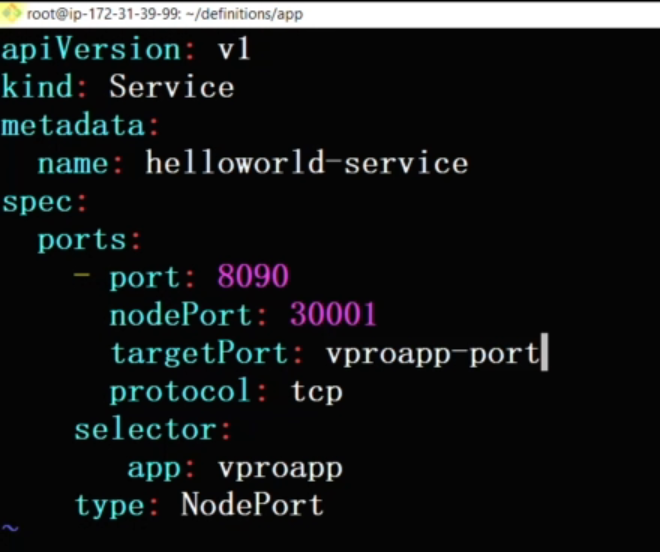 root@ip-172-31-39-99: ~/definitions/app
apiVersion: v1
kind: Service
metadata:
  name: helloworld-service
spec:
  ports:
    - port: 8090
      nodePort: 30001
      targetPort: vproapp-port
      protocol: tcp
    selector:
       app: vproapp
    type: NodePort
~